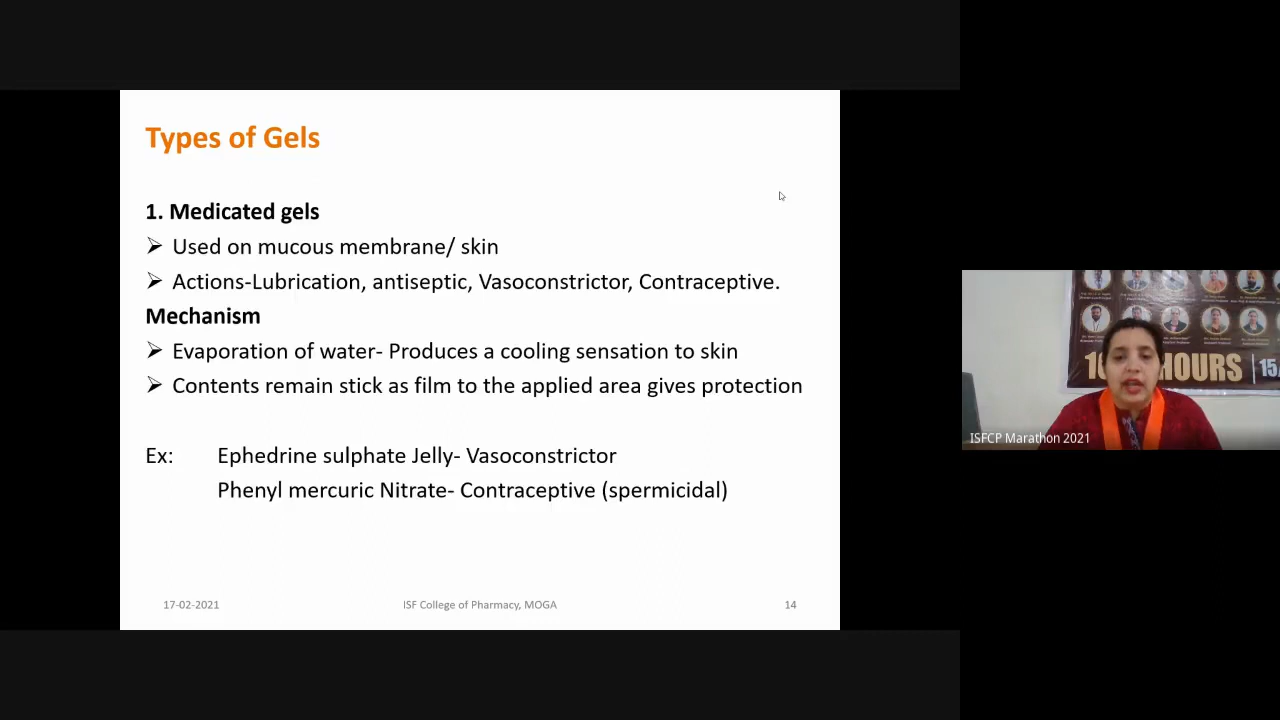 Types of Gels
1. Medicated gels
➢ Used on mucous membrane/ skin
➢ Actions-Lubrication, antiseptic, Vasoconstrictor, Contraceptive.
Mechanism
➢ Evaporation of water- Produces a cooling sensation to skin
➢ Contents remain stick as film to the applied area gives protection
Ex: Ephedrine sulphate Jelly- Vasoconstrictor
Phenyl mercuric Nitrate- Contraceptive (spermicidal)
17-02-2021 ISF College of Pharmacy, MOGA 14
HOURS
ISFCP Marathon 2021